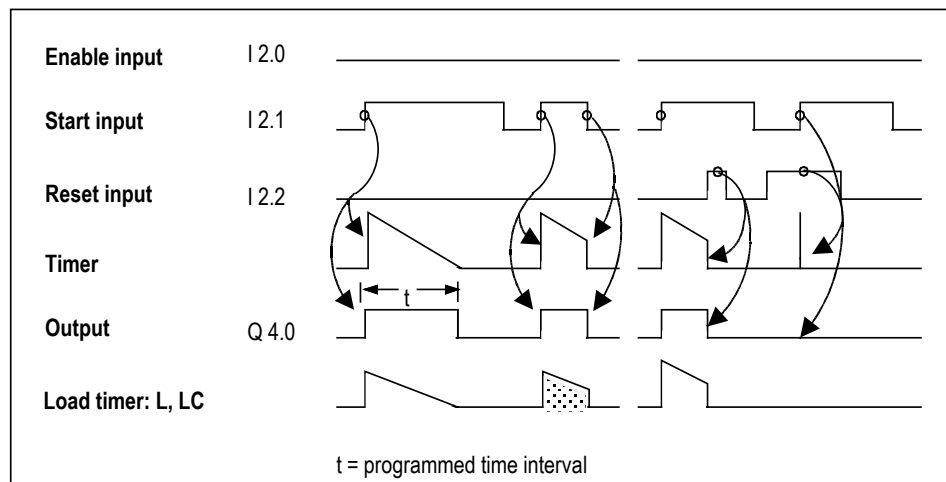 Enable input I 2.0
Start input I 2.1
Reset input I 2.2
Timer
t
Output Q 4.0
Load timer: L, LC
t = programmed time interval